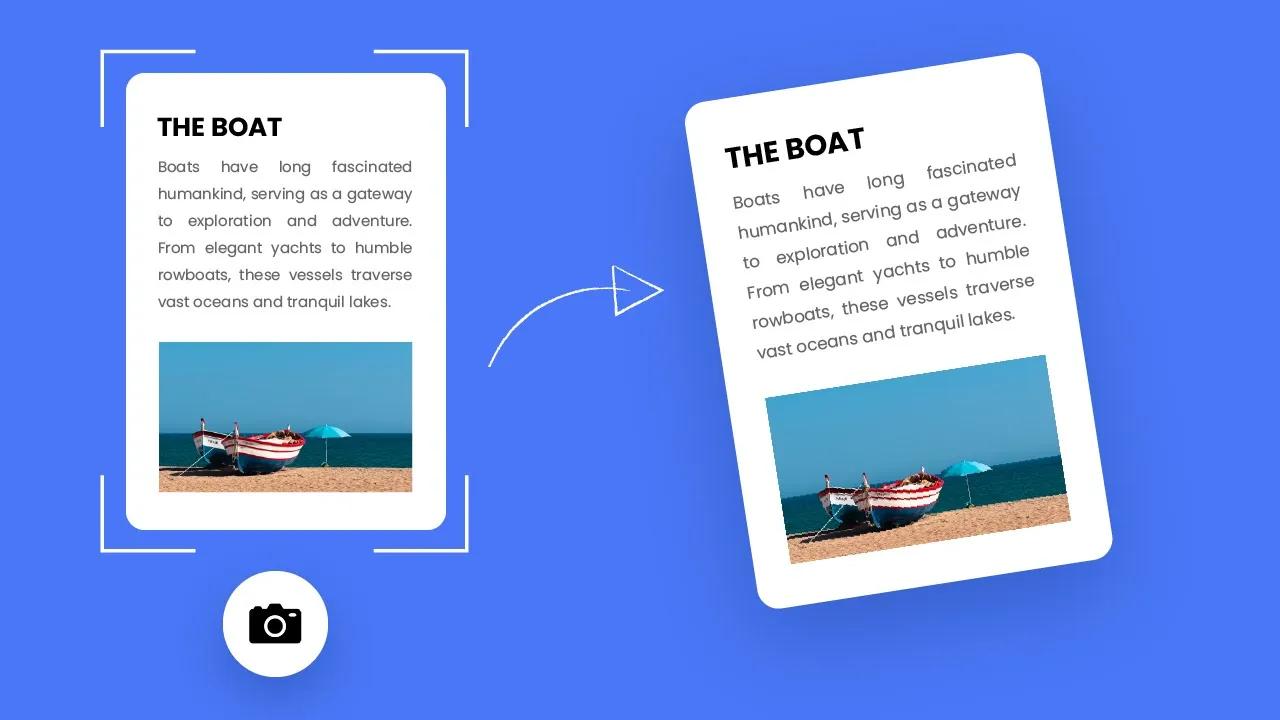 THE BOAT
Boats have long fascinated
humankind, serving as a gateway
to exploration and adventure.
From elegant yachts to humble
rowboats, these vessels traverse
vast oceans and tranquil lakes.
THE BOAT
Boats have long fascinated
humankind, serving as a gateway
to exploration and adventure.
From elegant yachts to humble
rowboats, these vessels traverse
vast oceans and tranquil lakes.